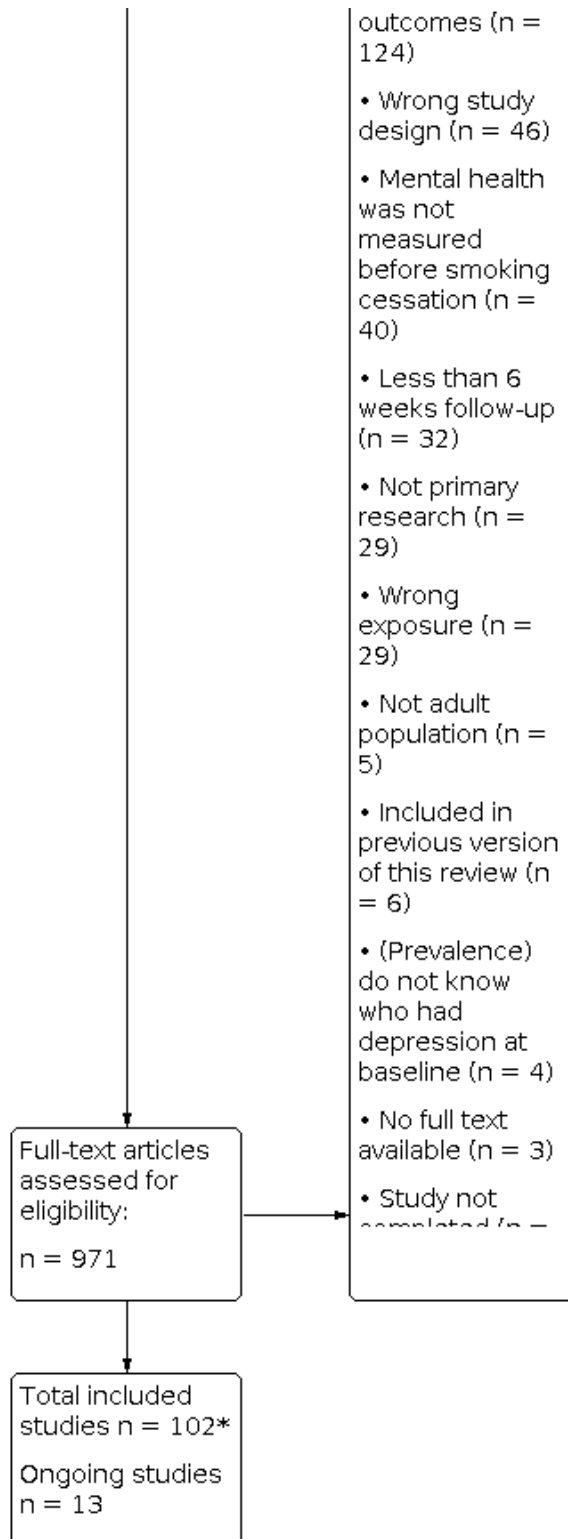 outcomes (n =
124)
• Wrong study
design (n = 46)
• Mental health
was not
measured
before smoking
cessation (n =
40)
• Less than 6
weeks follow-up
(n = 32)
• Not primary
research (n =
29)
• Wrong
exposure (n =
29)
• Not adult
population (n =
5)
• Included in
previous version
of this review (n
= 6)
• (Prevalence)
do not know
who had
depression at
baseline (n = 4)
• No full text
available (n = 3)
• Study not
completed (n =
Full-text articles
assessed for
eligibility:
n = 971
Total included
studies n = 102*
Ongoing studies
n = 13